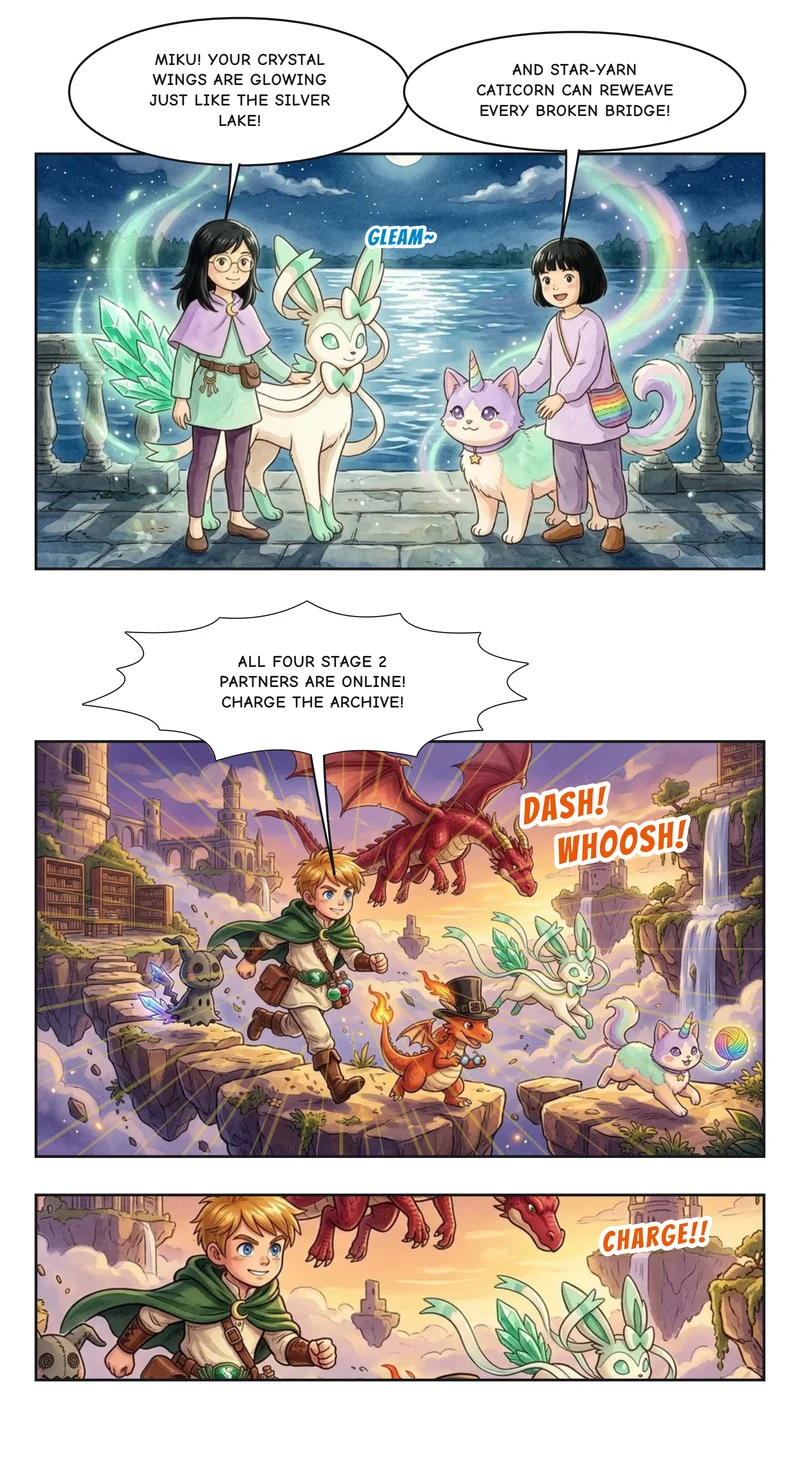 MIKU! YOUR CRYSTAL
WINGS ARE GLOWING
JUST LIKE THE SILVER
LAKE!
AND STAR-YARN
CATICORN CAN REWEAVE
EVERY BROKEN BRIDGE!
GLEAM~
ALL FOUR STAGE 2
PARTNERS ARE ONLINE!
CHARGE THE ARCHIVE!
DASH!
WHOOSH!
CHARGE!!